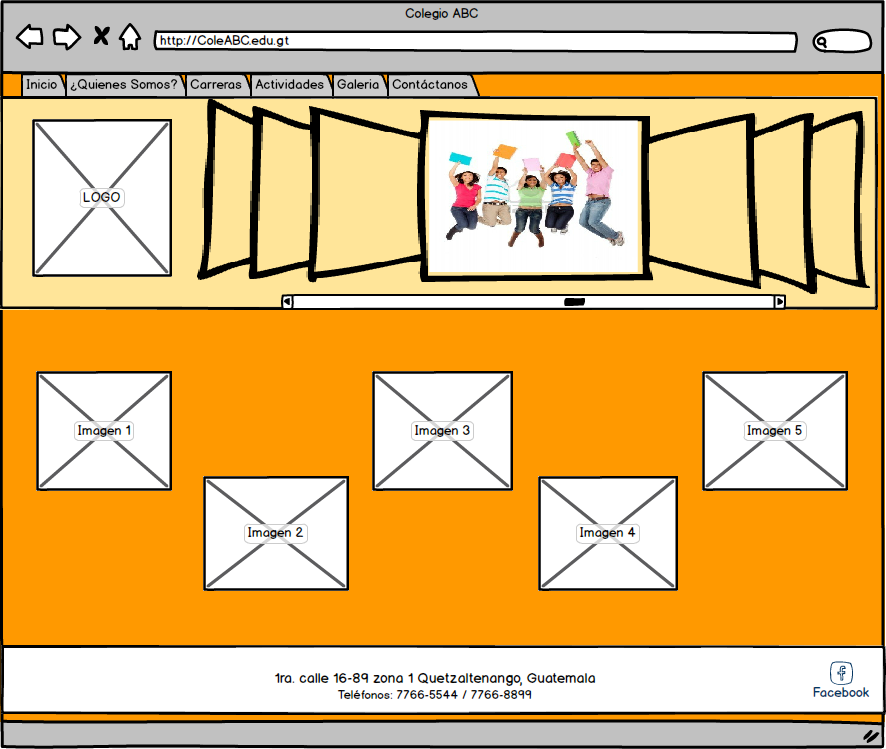 Colegio ABC
http://ColeABC.edu.gt
Inicio ¿Quienes Somos? Carreras Actividades Galeria Contáctanos
LOGO
Imagen 1
Imagen 3
Imagen 5
Imagen 2
Imagen 4
1ra. calle 16-89 zona 1 Quetzaltenango, Guatemala
Teléfonos: 7766-5544 / 7766-8899
Facebook